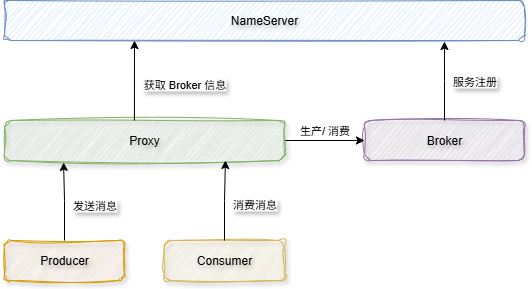 NameServer
获取 Broker 信息
服务注册
Proxy
生产/ 消费
Broker
发送消息
消费消息
Producer
Consumer